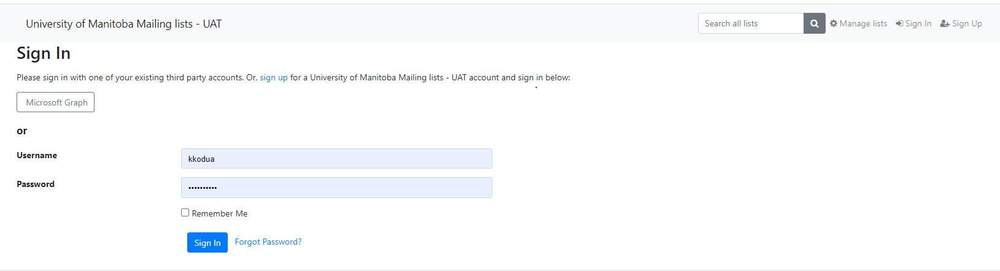 University of Manitoba Mailing lists - UAT
Search all lists
Manage lists
Sign In
Sign Up
Sign In
Please sign in with one of your existing third party accounts. Or, sign up for a University of Manitoba Mailing lists - UAT account and sign in below:
Microsoft Graph
or
Username
kkodua
Password
••••••••••
Remember Me
Sign In
Forgot Password?